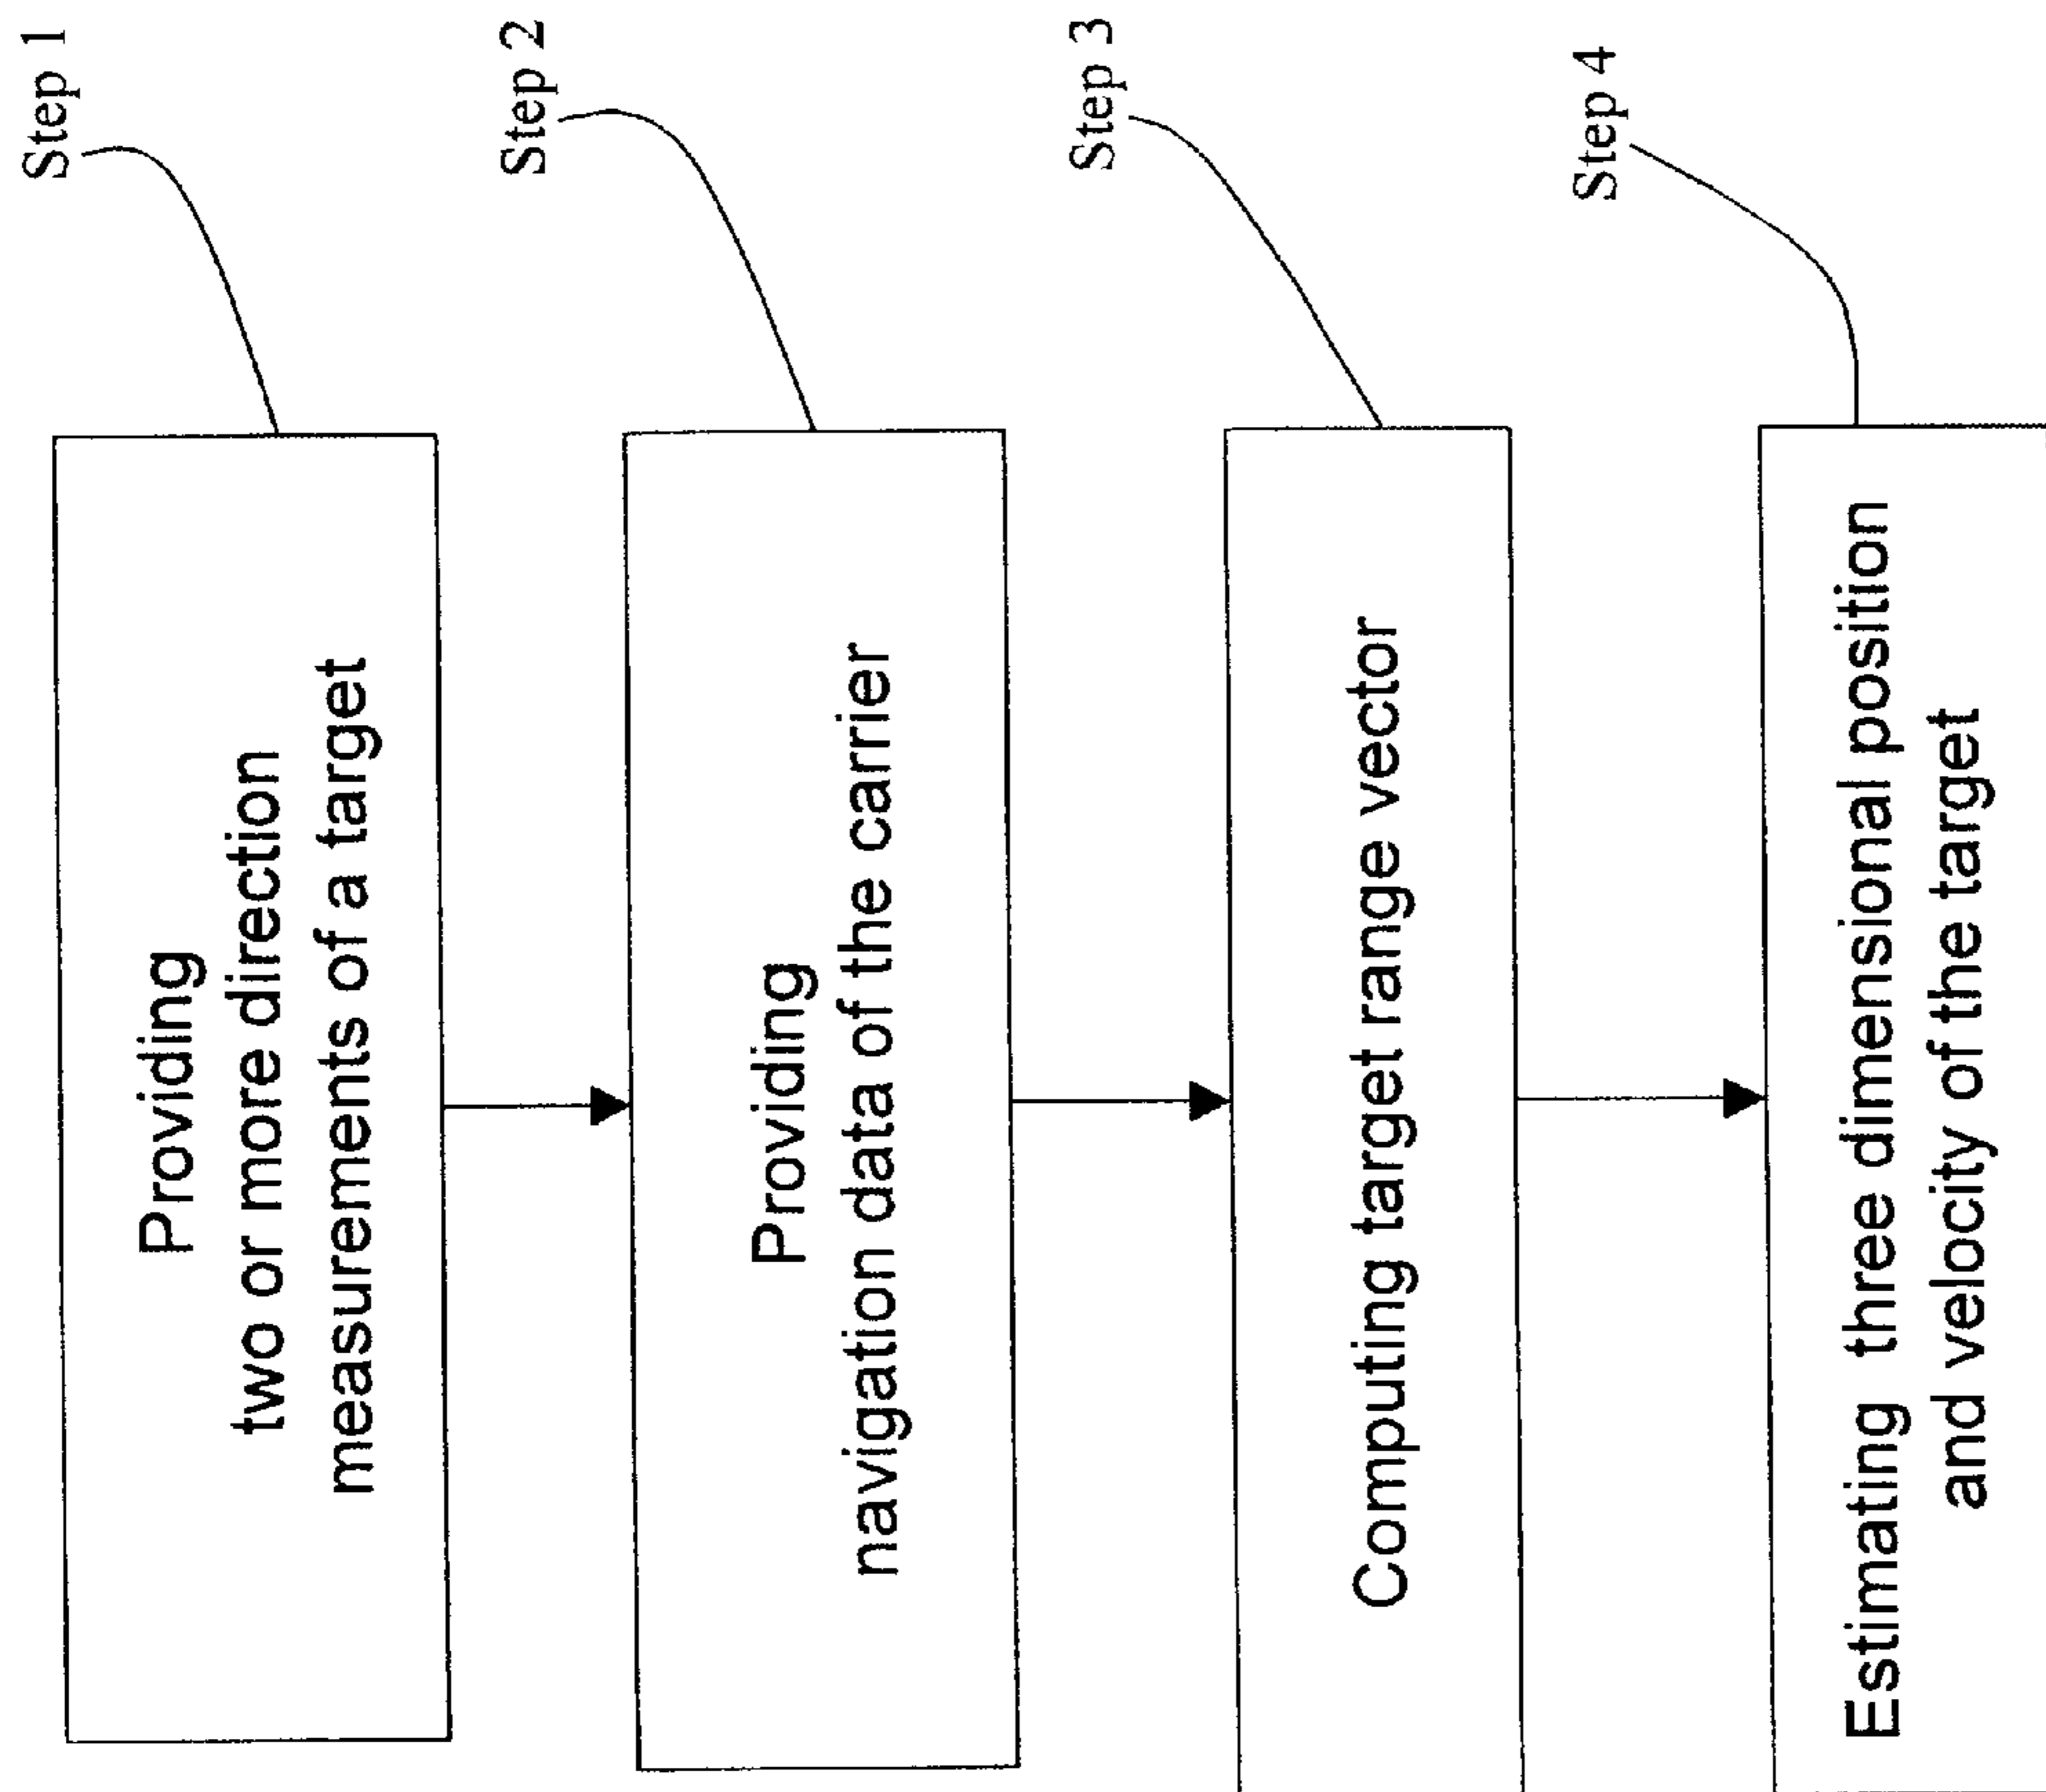 Step 1
Providing
two or more direction
measurements of a target
Step 2
Providing
navigation data of the carrier
Step 3
Computing target range vector
Step 4
Estimating three dimensional position
and velocity of the target